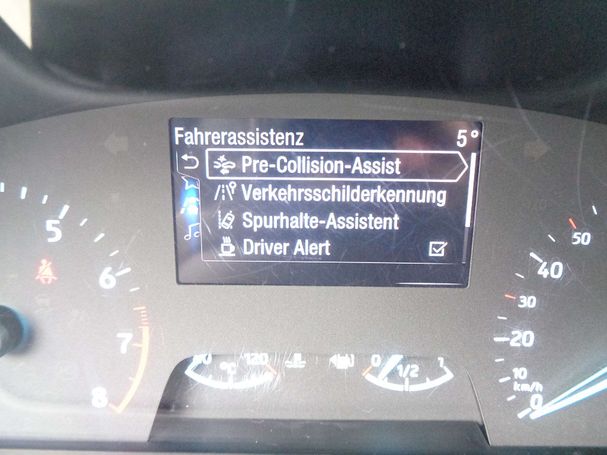 Fahrerassistenz 5°
Pre-Collision-Assist
Verkehrsschilderkennung
Spurhalte-Assistent
Driver Alert
5
6
7
8
50
40
30
20
10
km/h
0
60 °C 120
0 1/2 1